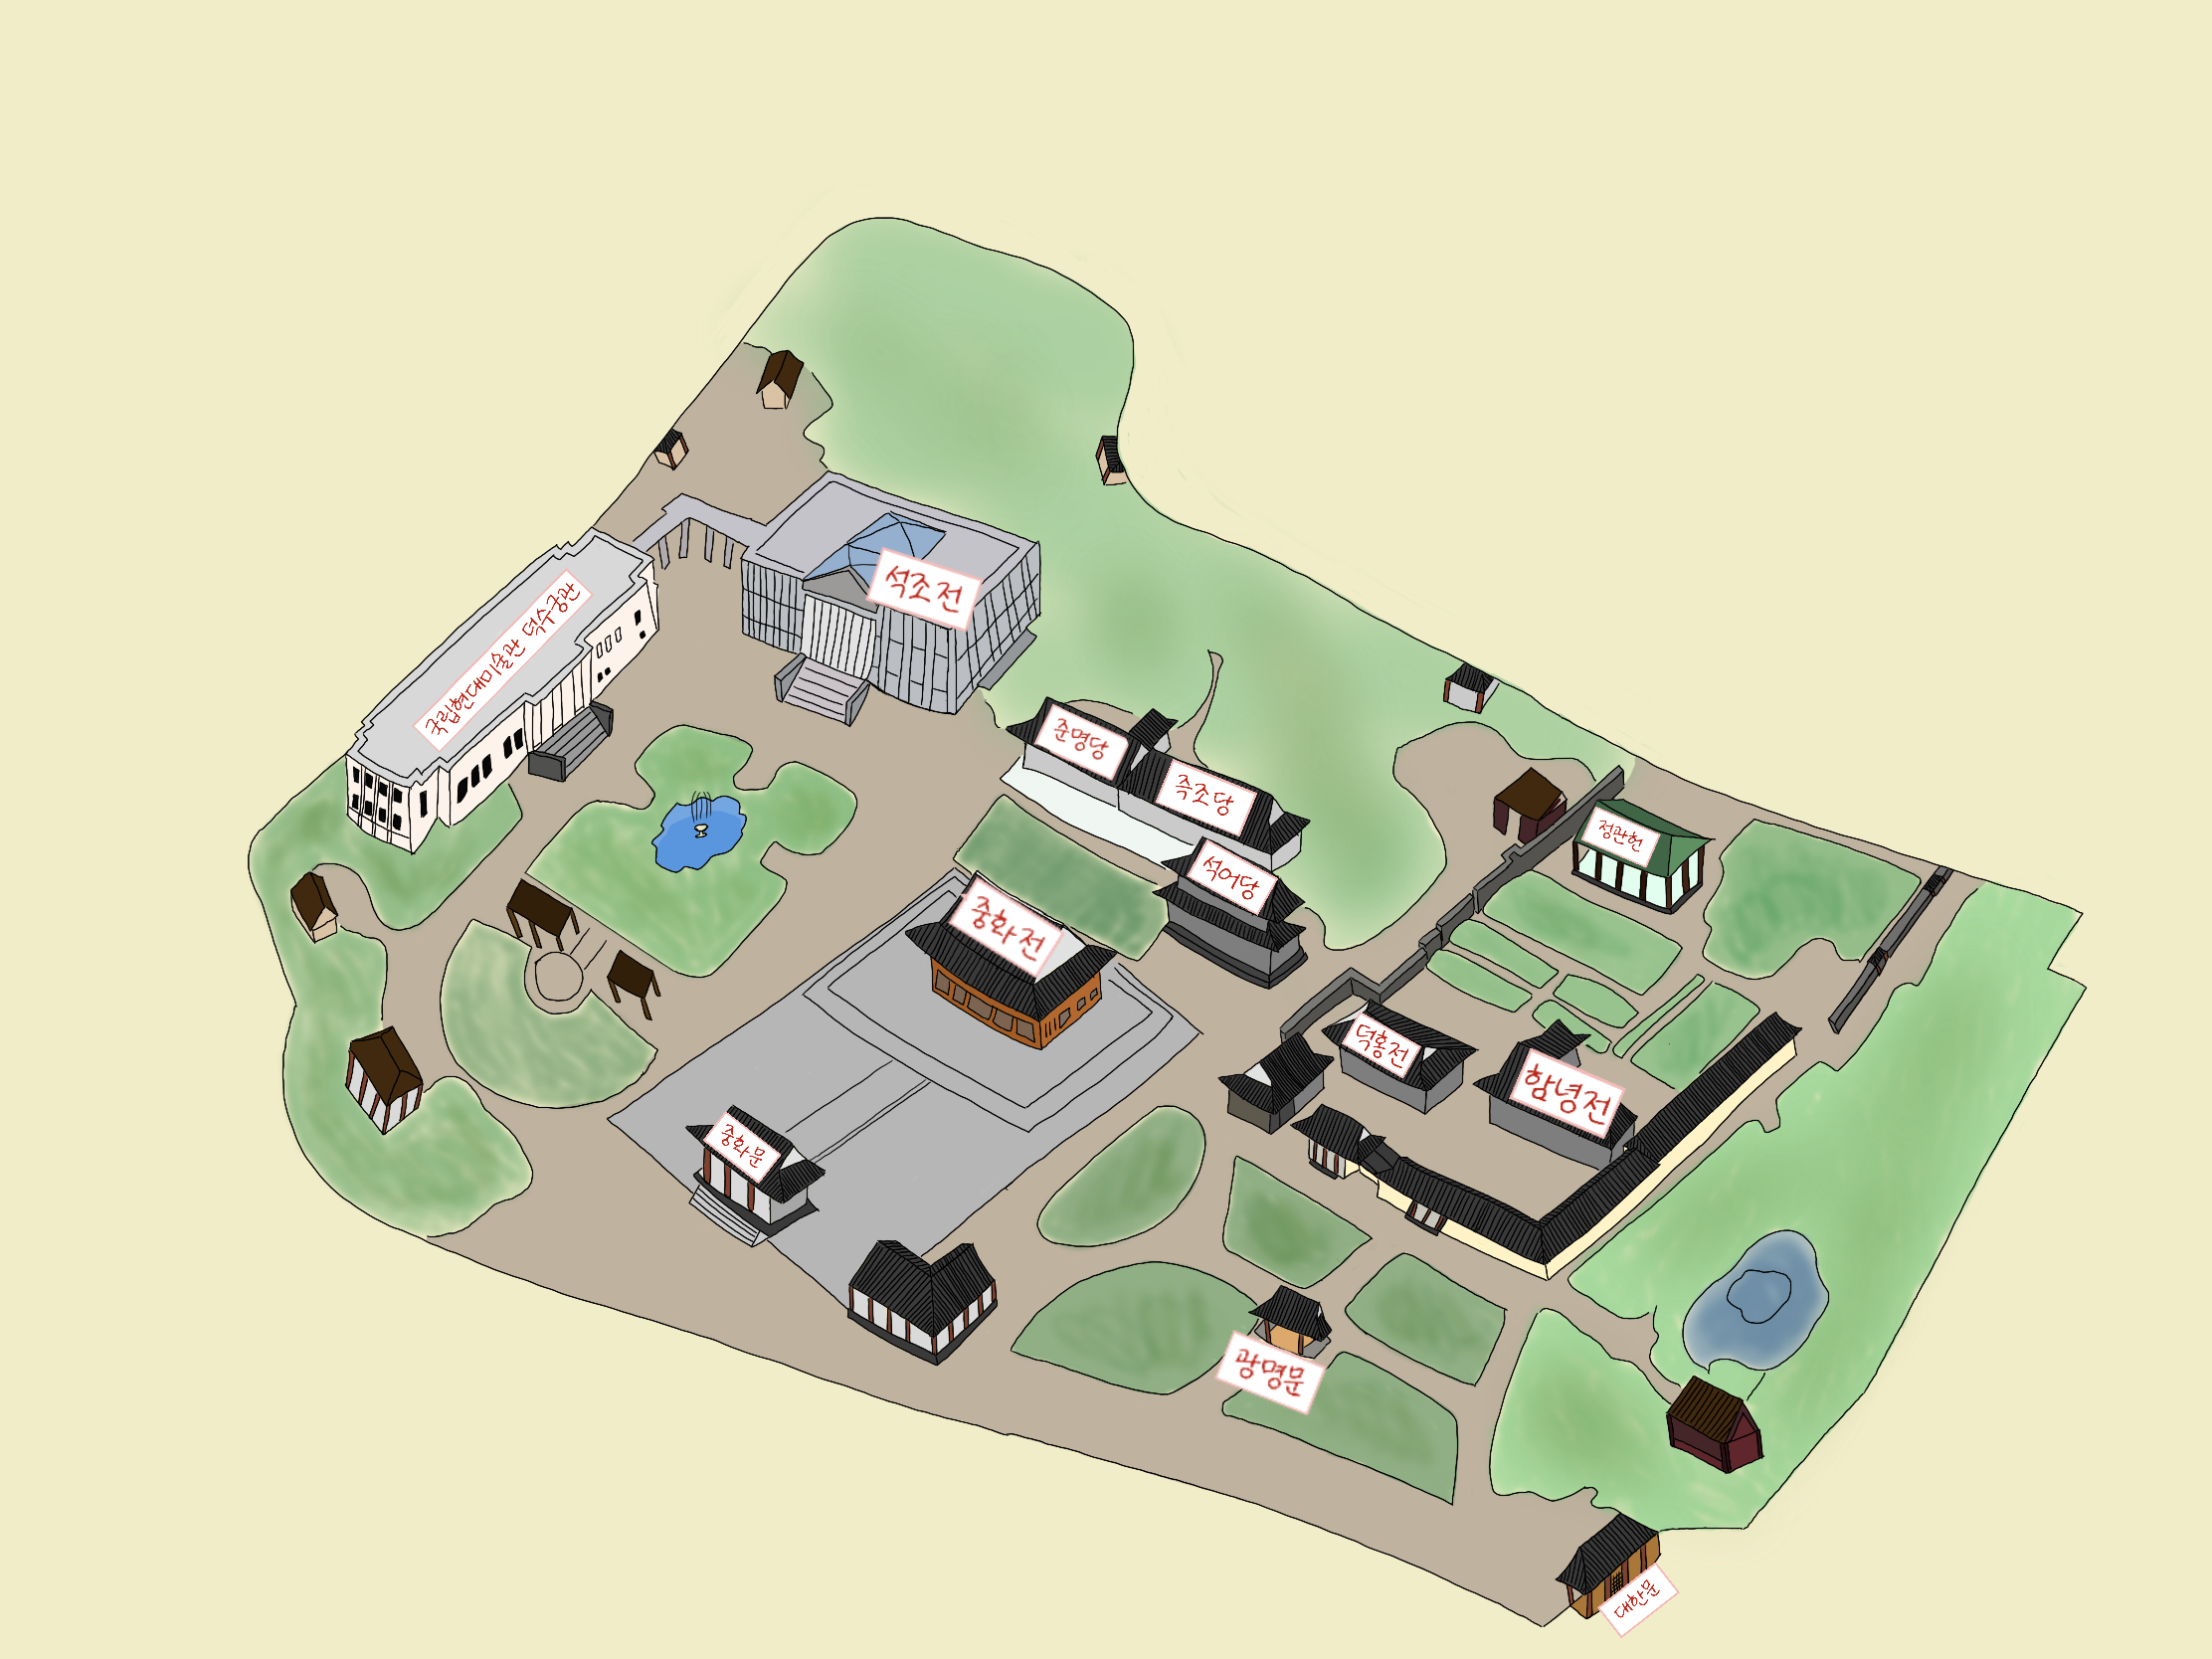 석조전
국립현대미술관 덕수궁관
준명당
즉조당
정관헌
석어당
중화전
덕홍전
함녕전
중화문
광명문
대한문